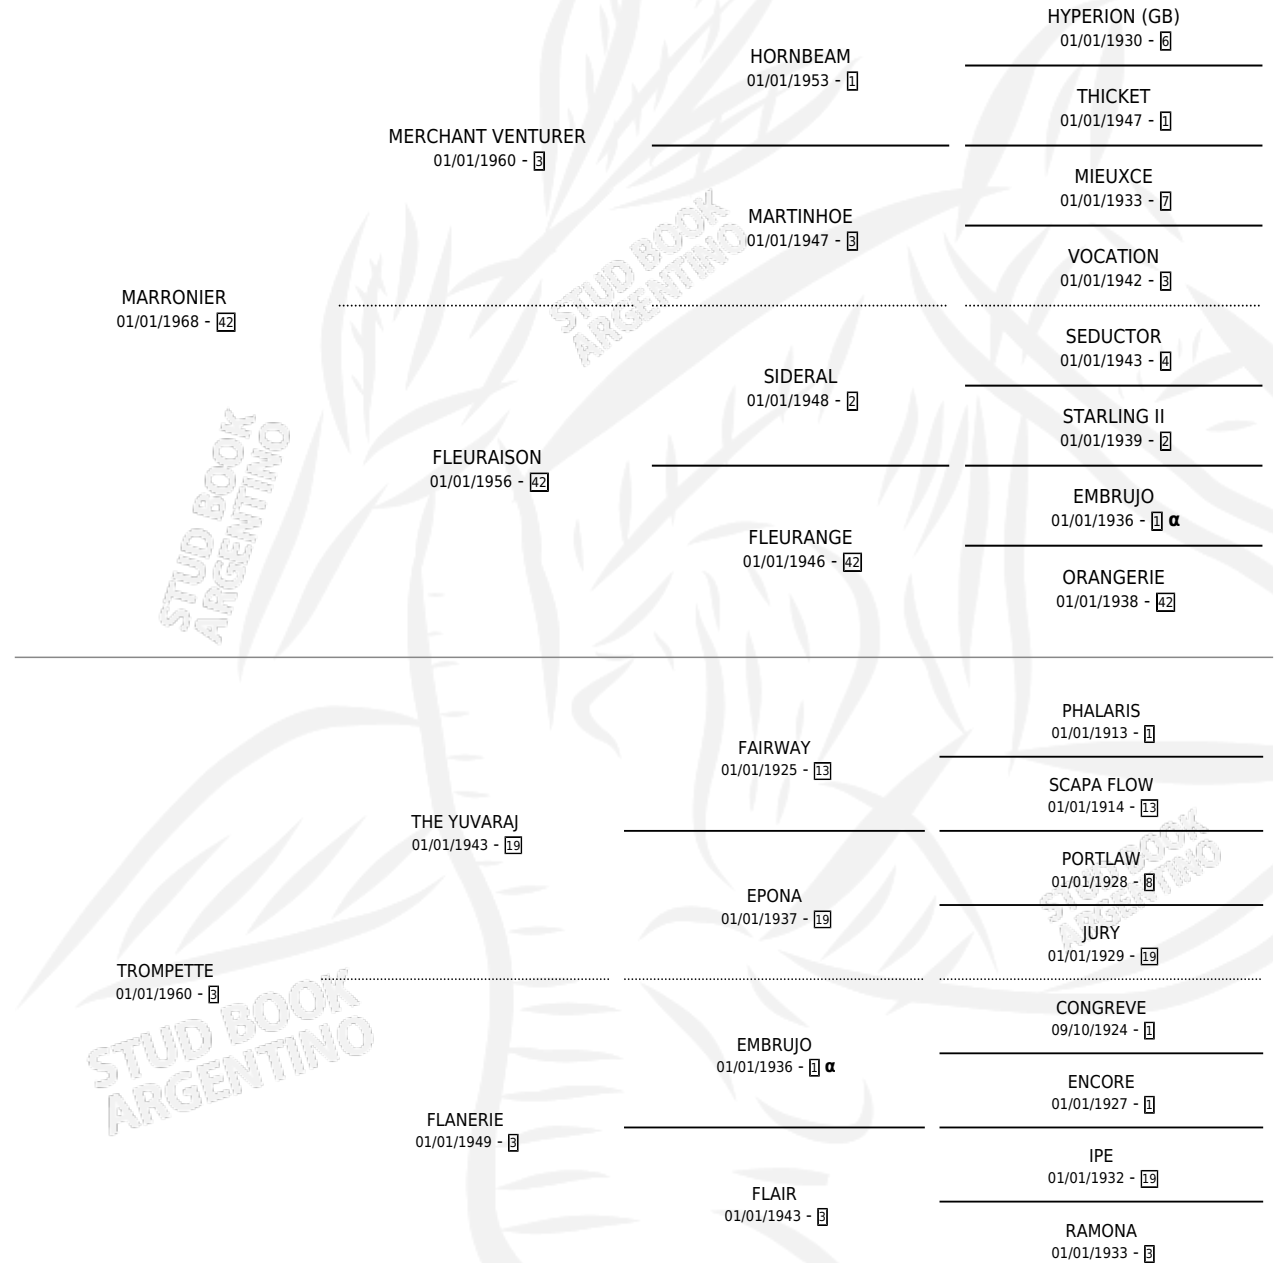 HYPERION (GB)
01/01/1930 - 6
HORNBEAM
01/01/1953 - 1
THICKET
01/01/1947 - 1
MERCHANT VENTURER
01/01/1960 - 3
MIEUXCE
01/01/1933 - 7
MARTINHOE
01/01/1947 - 3
VOCATION
01/01/1942 - 3
MARRONIER
01/01/1968 - 42
STUD BOOK
ARGENTINO
SEDUCTOR
01/01/1943 - 4
SIDERAL
01/01/1948 - 2
STARLING II
01/01/1939 - 2
FLEURAISON
01/01/1956 - 42
EMBRUJO
01/01/1936 - 1 α
FLEURANGE
01/01/1946 - 42
ORANGERIE
01/01/1938 - 42
STUD BOOK
ARGENTINO
PHALARIS
01/01/1913 - 1
FAIRWAY
01/01/1925 - 13
SCAPA FLOW
01/01/1914 - 13
THE YUVARAJ
01/01/1943 - 19
PORTLAW
01/01/1928 - 8
EPONA
01/01/1937 - 19
JURY
01/01/1929 - 19
STUD BOOK
ARGENTINO
TROMPETTE
01/01/1960 - 3
CONGREVE
09/10/1924 - 1
EMBRUJO
01/01/1936 - 1 α
ENCORE
01/01/1927 - 1
STUD BOOK
ARGENTINO
FLANERIE
01/01/1949 - 3
IPE
01/01/1932 - 19
FLAIR
01/01/1943 - 3
RAMONA
01/01/1933 - 3